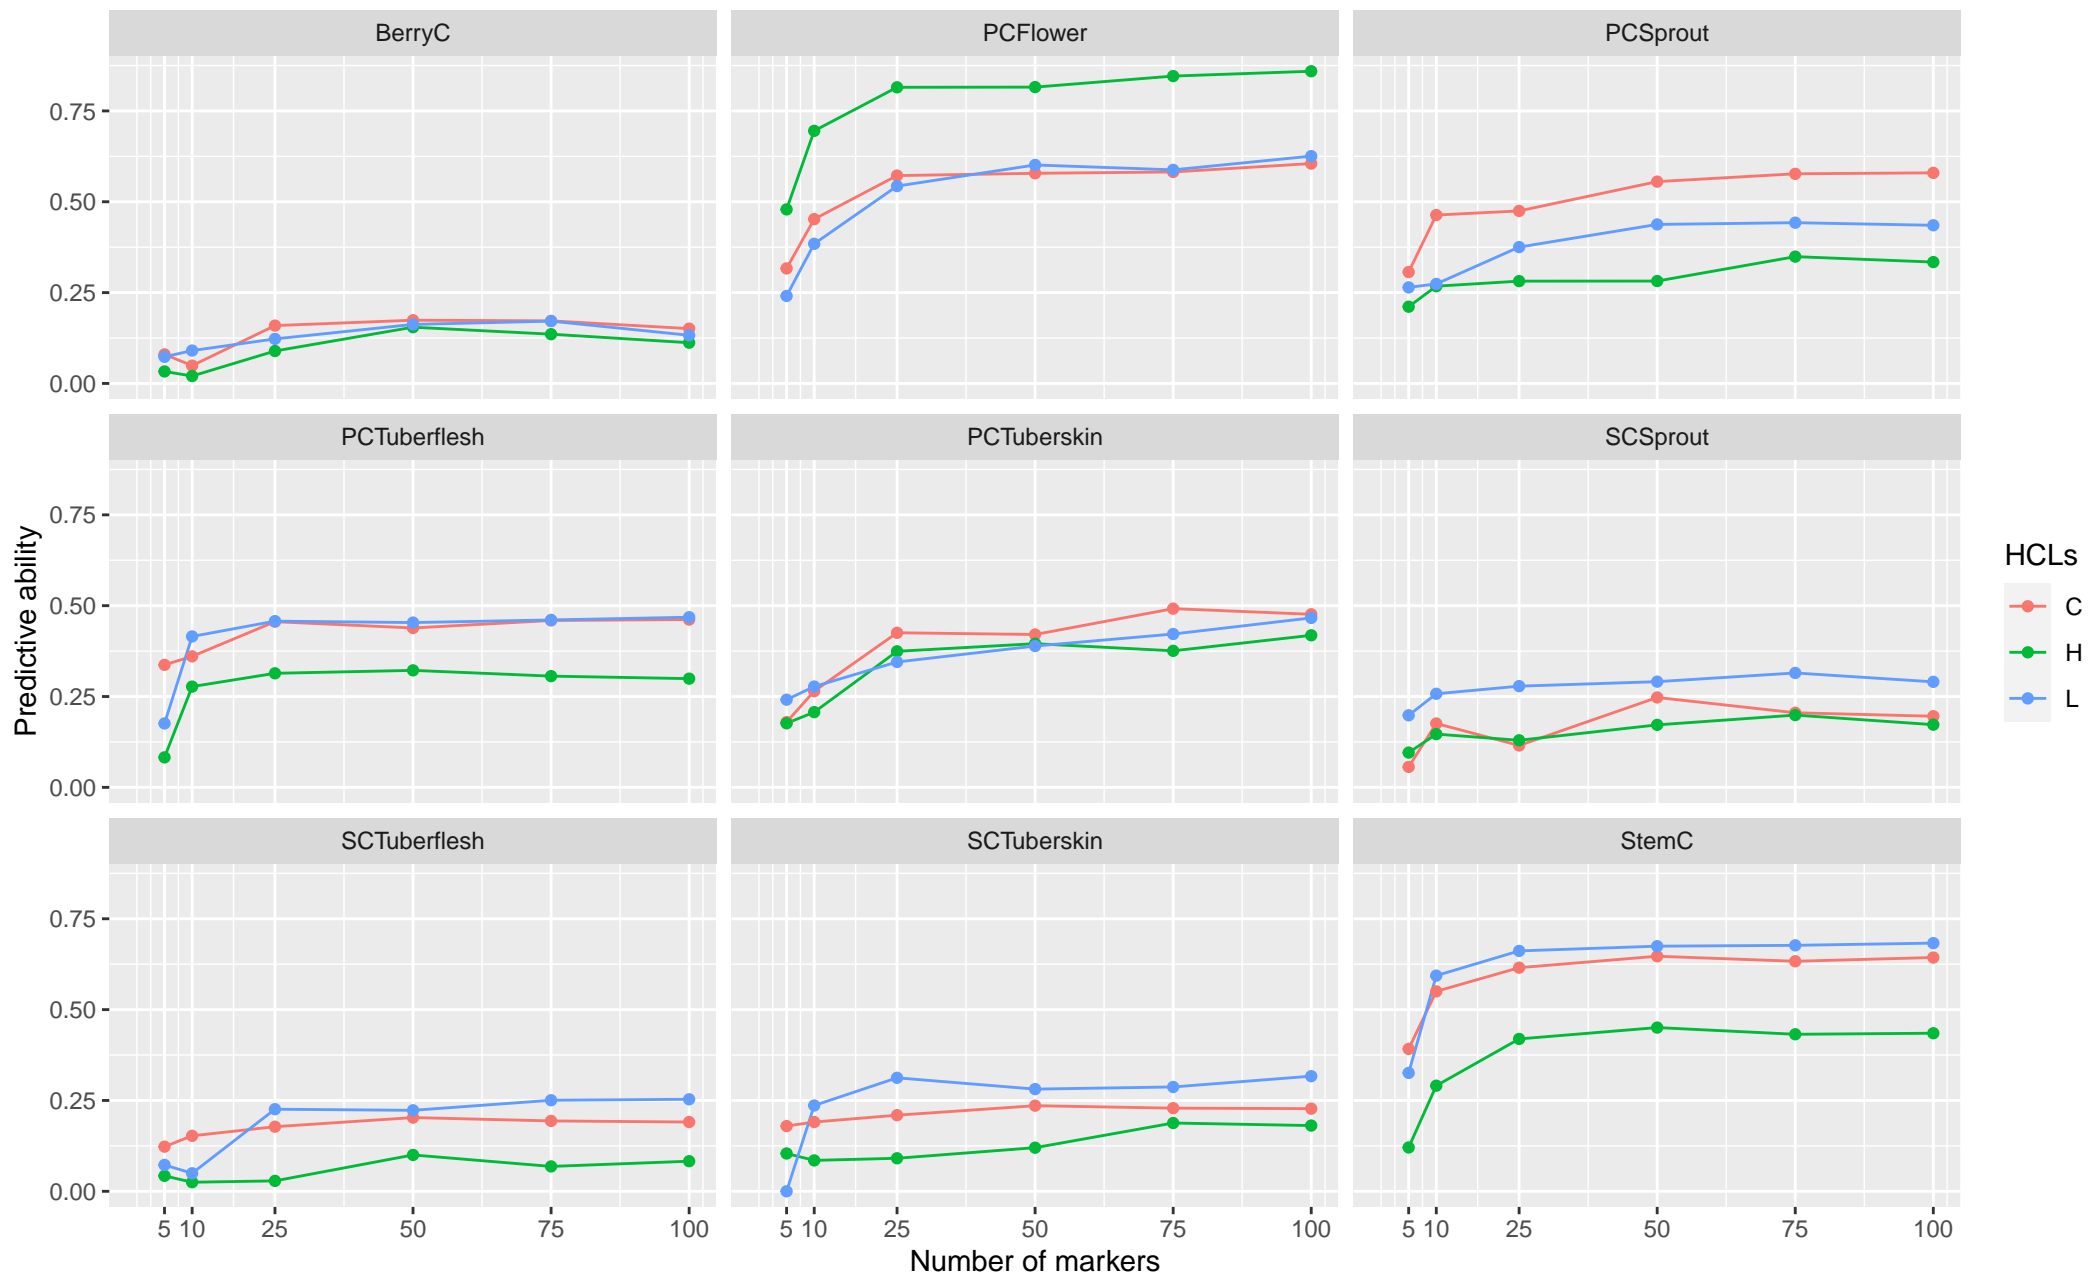 BerryC PCFlower PCSprout
0.75
0.50
0.25
0.00
PCTuberflesh PCTuberskin SCSprout
0.75
0.50
0.25
0.00
SCTuberflesh SCTuberskin StemC
0.75
0.50
0.25
0.00
5 10 25 50 75 100 5 10 25 50 75 100 5 10 25 50 75 100
Number of markers
Predictive ability
HCLs
C
H
L